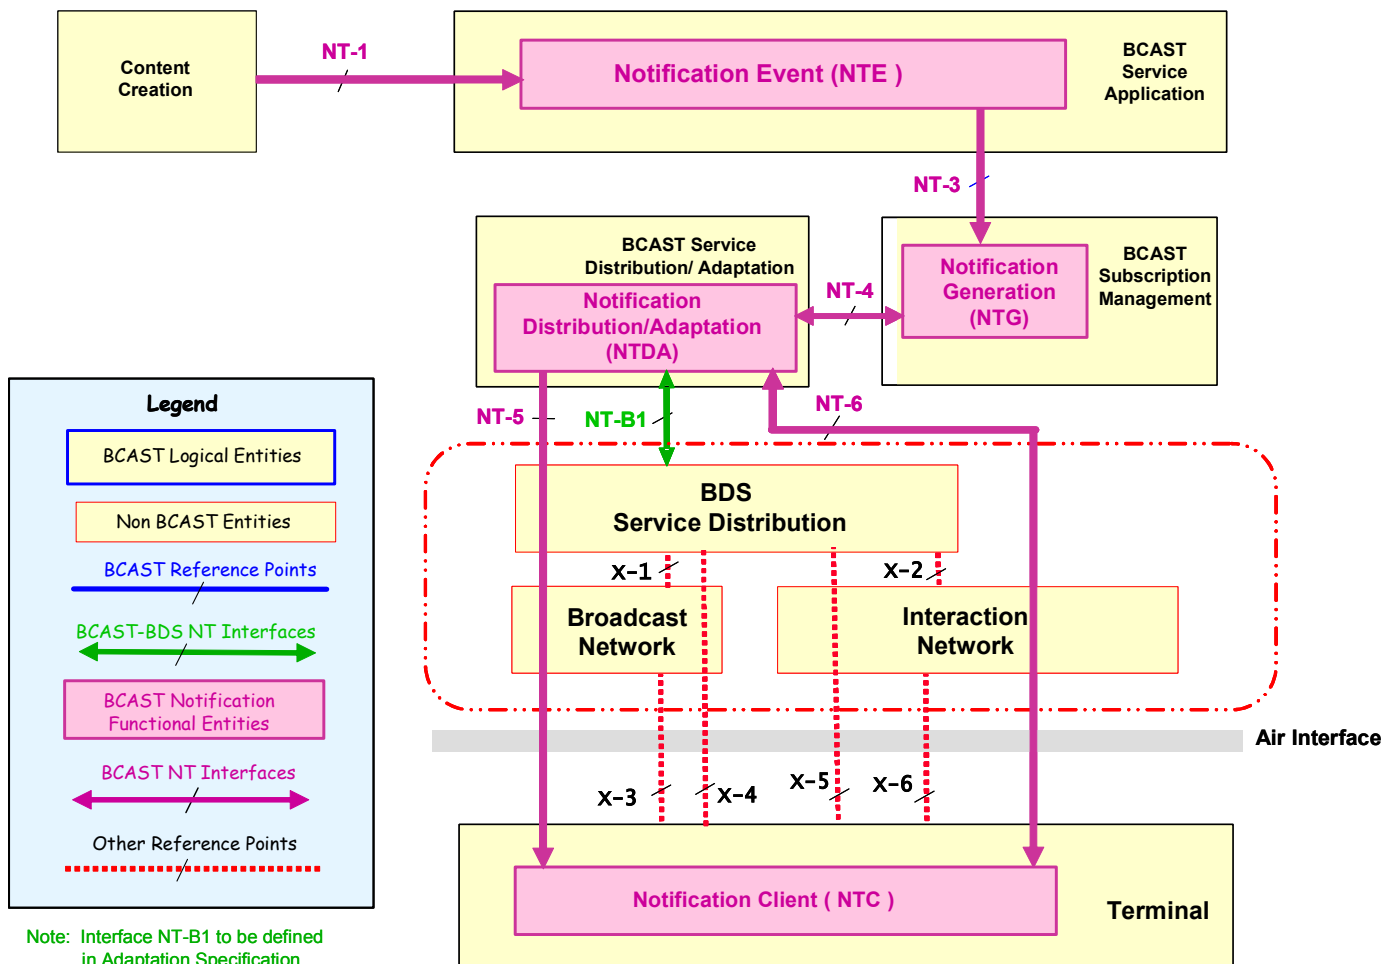 Content
Creation
NT-1
Notification Event (NTE )
BCAST
Service
Application
NT-3
BCAST Service
Distribution/ Adaptation
Notification
Distribution/Adaptation
(NTDA)
NT-4
Notification
Generation
(NTG)
BCAST
Subscription
Management
NT-5
NT-B1
NT-6
Legend
BCAST Logical Entities
Non BCAST Entities
BCAST Reference Points
BCAST-BDS NT Interfaces
BCAST Notification
Functional Entities
BCAST NT Interfaces
Other Reference Points
BDS
Service Distribution
X-1
X-2
Broadcast
Network
Interaction
Network
Air Interface
X-3
X-4
X-5
X-6
Notification Client ( NTC )
Terminal
Note: Interface NT-B1 to be defined
in Adaptation Specification